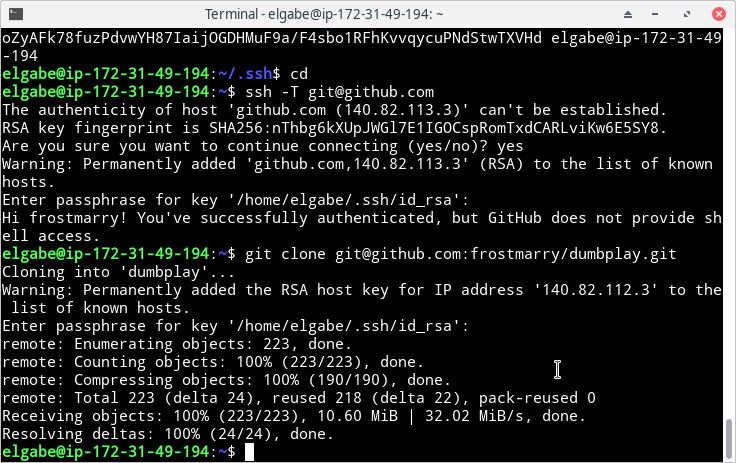 Terminal - elgabe@ip-172-31-49-194: ~
oZyAFk78fuzPdvwYH87IaijOGDHMuF9a/F4sbo1RFhKvvqycuPNdStwTXVHd elgabe@ip-172-31-49
-194
elgabe@ip-172-31-49-194:~/.ssh$ cd
elgabe@ip-172-31-49-194:~$ ssh -T git@github.com
The authenticity of host 'github.com (140.82.113.3)' can't be established.
RSA key fingerprint is SHA256:nThbg6kXUpJWGl7E1IGOCspRomTxdCARLviKw6E5SY8.
Are you sure you want to continue connecting (yes/no)? yes
Warning: Permanently added 'github.com,140.82.113.3' (RSA) to the list of known
hosts.
Enter passphrase for key '/home/elgabe/.ssh/id_rsa':
Hi frostmarry! You've successfully authenticated, but GitHub does not provide sh
ell access.
elgabe@ip-172-31-49-194:~$ git clone git@github.com:frostmarry/dumbplay.git
Cloning into 'dumbplay'...
Warning: Permanently added the RSA host key for IP address '140.82.112.3' to the
 list of known hosts.
Enter passphrase for key '/home/elgabe/.ssh/id_rsa':
remote: Enumerating objects: 223, done.
remote: Counting objects: 100% (223/223), done.
remote: Compressing objects: 100% (190/190), done.
remote: Total 223 (delta 24), reused 218 (delta 22), pack-reused 0
Receiving objects: 100% (223/223), 10.60 MiB | 32.02 MiB/s, done.
Resolving deltas: 100% (24/24), done.
elgabe@ip-172-31-49-194:~$